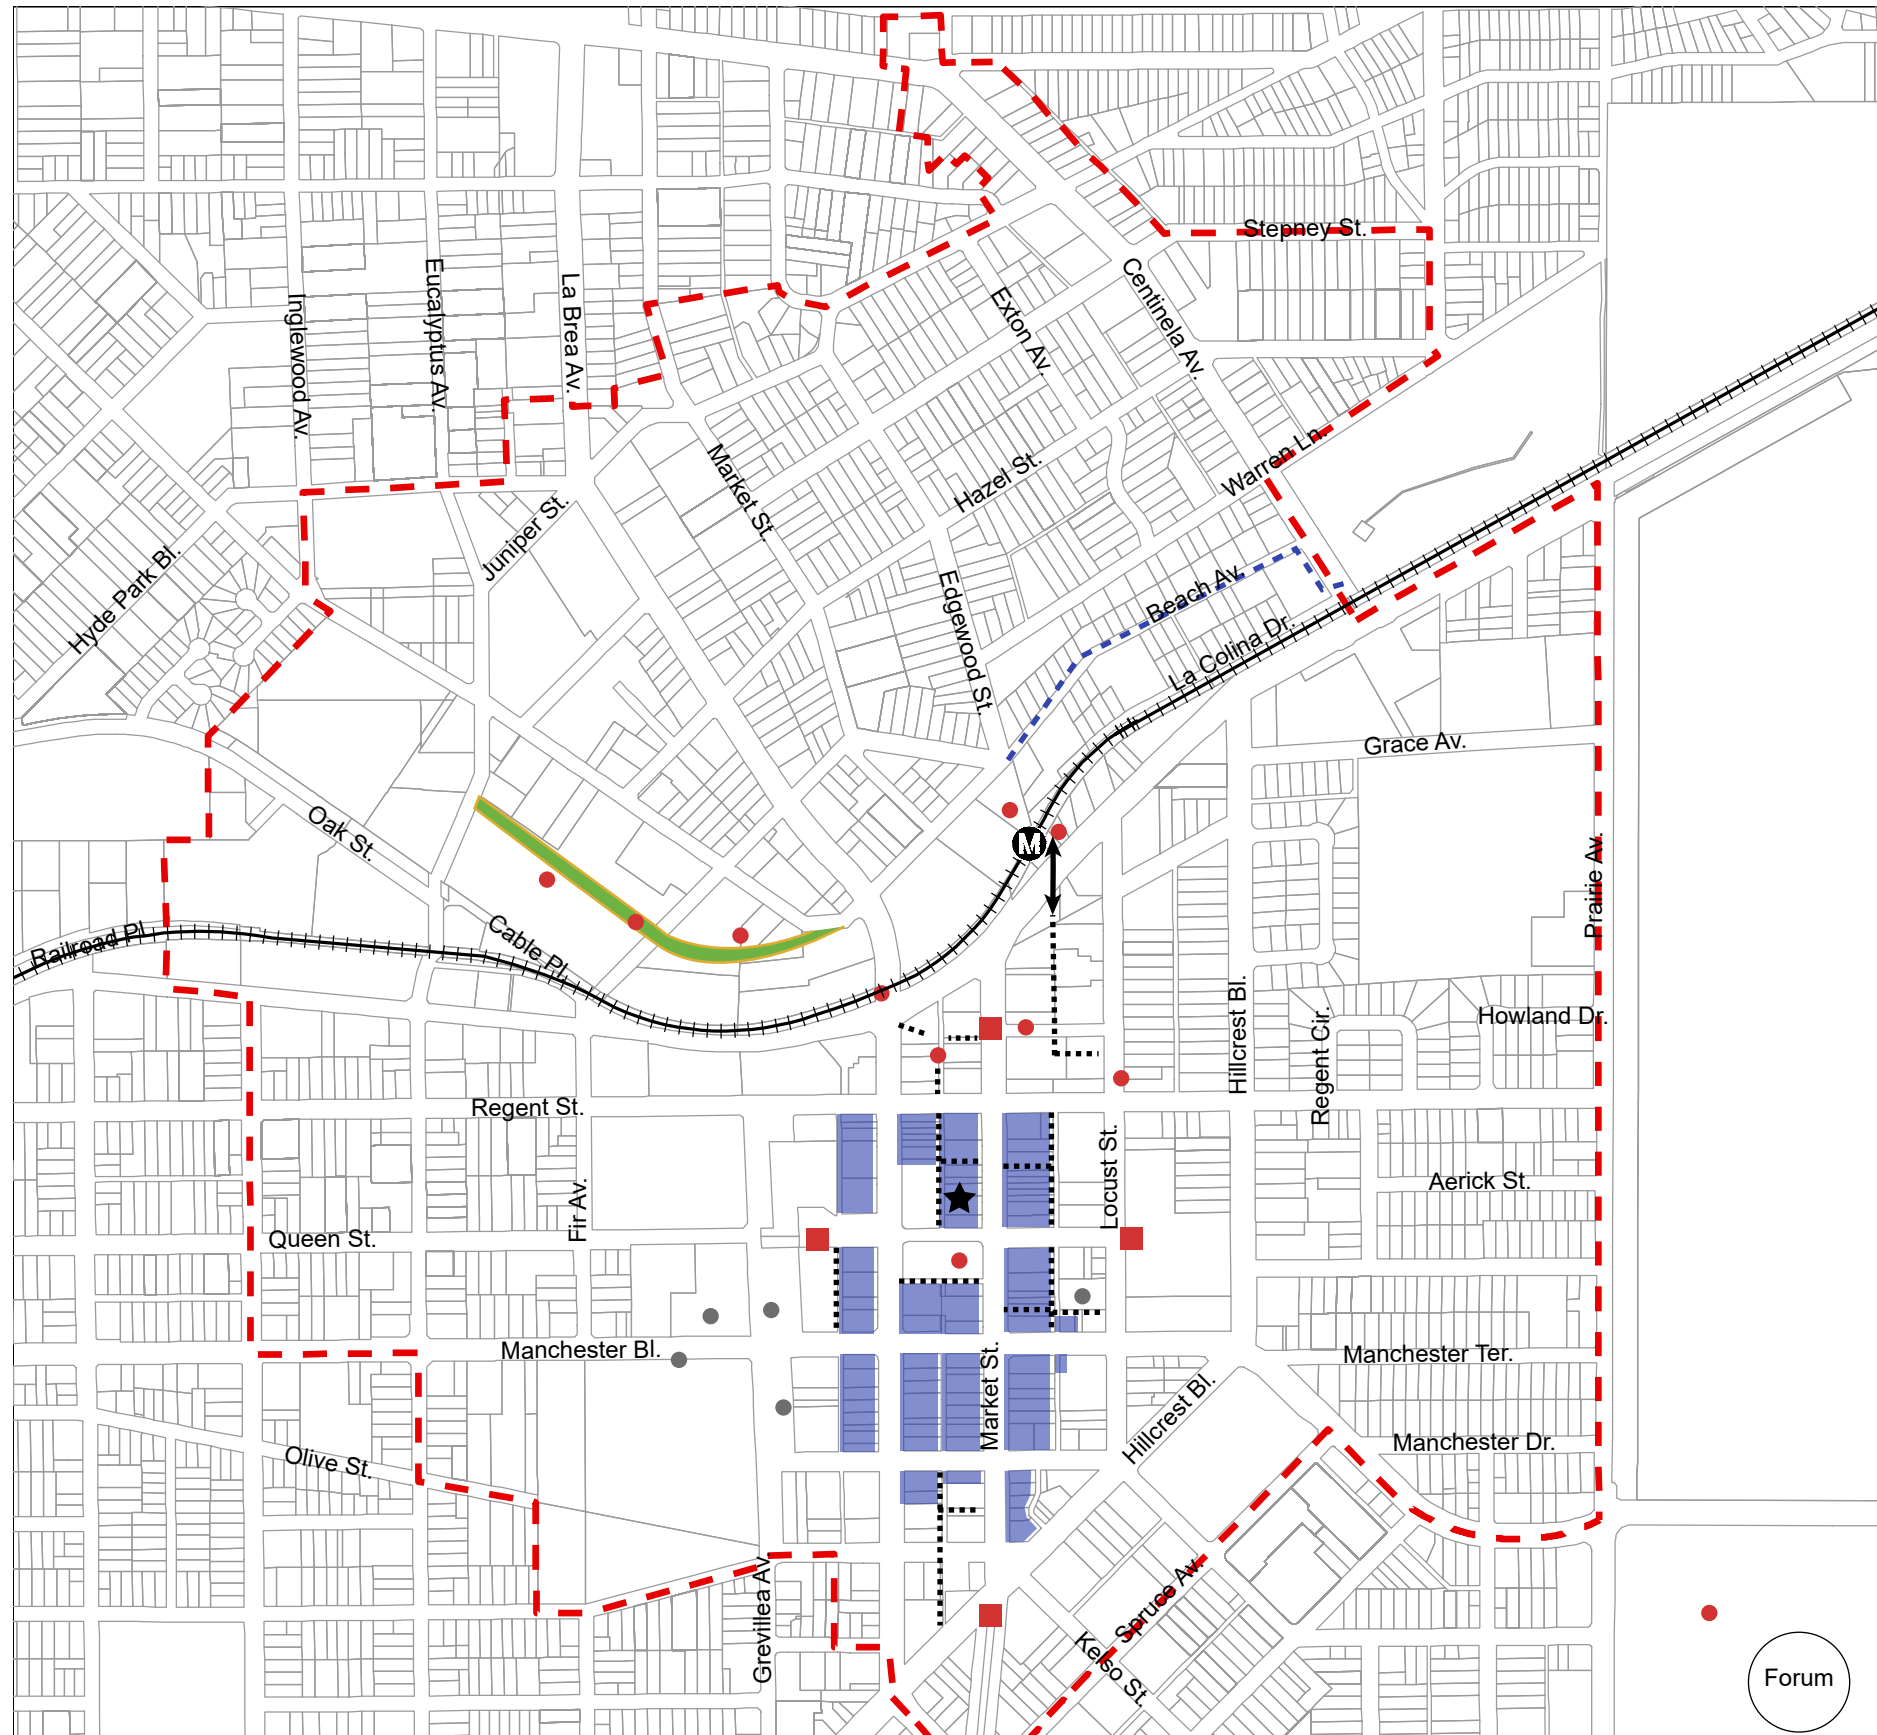 Stepney St.
Eucalyptus Av.
La Brea Av.
Inglewood Av.
Exton Av.
Centinela Av.
Market St.
Hazel St.
Warren Ln.
Juniper St.
Hyde Park Bl.
Edgewood St.
Beach Av.
La Colina Dr.
Grace Av.
Oak St.
M
Prairie Av.
Railroad Pl.
Cable Pl.
Hillcrest Bl.
Regent Cir.
Howland Dr.
Regent St.
Locust St.
Fir Av.
Aerick St.
Queen St.
Manchester Bl.
Market St.
Manchester Ter.
Hillcrest Bl.
Manchester Dr.
Olive St.
Grevillea Av
Spruce Av.
Kelso St.
Forum